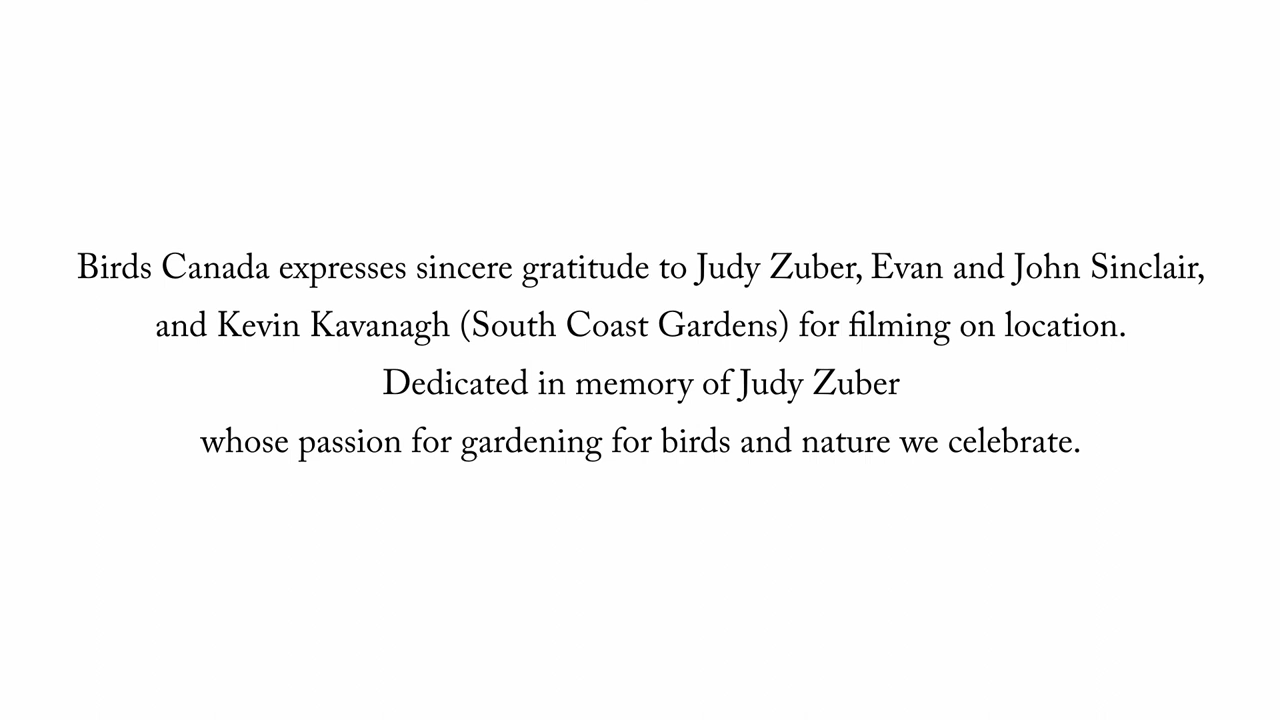 Birds Canada expresses sincere gratitude to Judy Zuber, Evan and John Sinclair,
and Kevin Kavanagh (South Coast Gardens) for filming on location.
Dedicated in memory of Judy Zuber
whose passion for gardening for birds and nature we celebrate.